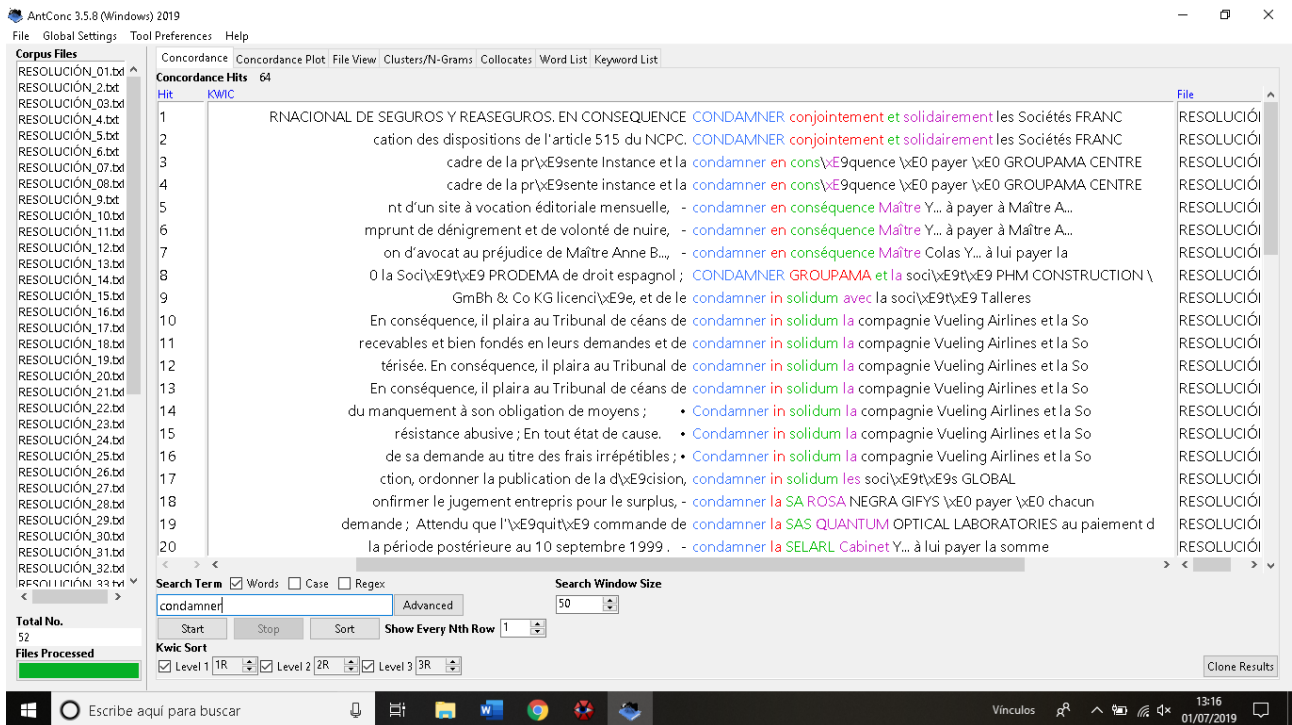 AntConc 3.5.8 (Windows) 2019
File Global Settings Tool Preferences Help
Corpus Files
RESOLUCIÓN_01.txt
RESOLUCIÓN_2.txt
RESOLUCIÓN_03.txt
RESOLUCIÓN_4.txt
RESOLUCIÓN_5.txt
RESOLUCIÓN_6.txt
RESOLUCIÓN_07.txt
RESOLUCIÓN_08.txt
RESOLUCIÓN_9.txt
RESOLUCIÓN_10.txt
RESOLUCIÓN_11.txt
RESOLUCIÓN_12.txt
RESOLUCIÓN_13.txt
RESOLUCIÓN_14.txt
RESOLUCIÓN_15.txt
RESOLUCIÓN_16.txt
RESOLUCIÓN_17.txt
RESOLUCIÓN_18.txt
RESOLUCIÓN_19.txt
RESOLUCIÓN_20.txt
RESOLUCIÓN_21.txt
RESOLUCIÓN_22.txt
RESOLUCIÓN_23.txt
RESOLUCIÓN_24.txt
RESOLUCIÓN_25.txt
RESOLUCIÓN_26.txt
RESOLUCIÓN_27.txt
RESOLUCIÓN_28.txt
RESOLUCIÓN_29.txt
RESOLUCIÓN_30.txt
RESOLUCIÓN_31.txt
RESOLUCIÓN_32.txt
RESOLUCIÓN_33.txt
Total No.
52
Files Processed
Concordance Concordance Plot File View Clusters/N-Grams Collocates Word List Keyword List
Concordance Hits 64
Hit KWIC File
1 RNACIONAL DE SEGUROS Y REASEGUROS. EN CONSEQUENCE CONDAMNER conjointement et solidairement les Sociétés FRANC RESOLUCIÓ
2 cation des dispositions de l'article 515 du NCPC. CONDAMNER conjointement et solidairement les Sociétés FRANC RESOLUCIÓ
3 cadre de la pr\xE9sente Instance et la condamner en cons\xE9quence \xE0 payer \xE0 GROUPAMA CENTRE RESOLUCIÓ
4 cadre de la pr\xE9sente instance et la condamner en cons\xE9quence \xE0 payer \xE0 GROUPAMA CENTRE RESOLUCIÓ
5 nt d'un site à vocation éditoriale mensuelle, - condamner en conséquence Maître Y... à payer à Maître A... RESOLUCIÓ
6 mprunt de dénigrement et de volonté de nuire, - condamner en conséquence Maître Y... à payer à Maître A... RESOLUCIÓ
7 on d'avocat au préjudice de Maître Anne B..., - condamner en conséquence Maître Colas Y... à lui payer la RESOLUCIÓ
8 0 la Soci\xE9t\xE9 PRODEMA de droit espagnol ; CONDAMNER GROUPAMA et la soci\xE9t\xE9 PHM CONSTRUCTION \ RESOLUCIÓ
9 GmBh & Co KG licenci\xE9e, et de le condamner in solidum avec la soci\xE9t\xE9 Talleres RESOLUCIÓ
10 En conséquence, il plaira au Tribunal de céans de condamner in solidum la compagnie Vueling Airlines et la So RESOLUCIÓ
11 recevables et bien fondés en leurs demandes et de condamner in solidum la compagnie Vueling Airlines et la So RESOLUCIÓ
12 térisée. En conséquence, il plaira au Tribunal de condamner in solidum la compagnie Vueling Airlines et la So RESOLUCIÓ
13 En conséquence, il plaira au Tribunal de céans de condamner in solidum la compagnie Vueling Airlines et la So RESOLUCIÓ
14 du manquement à son obligation de moyens ; • Condamner in solidum la compagnie Vueling Airlines et la So RESOLUCIÓ
15 résistance abusive ; En tout état de cause. • Condamner in solidum la compagnie Vueling Airlines et la So RESOLUCIÓ
16 de sa demande au titre des frais irrépétibles ; • Condamner in solidum la compagnie Vueling Airlines et la So RESOLUCIÓ
17 ction, ordonner la publication de la d\xE9cision, condamner in solidum les soci\xE9t\xE9s GLOBAL RESOLUCIÓ
18 onfirmer le jugement entrepris pour le surplus, - condamner la SA ROSA NEGRA GIFYS \xE0 payer \xE0 chacun RESOLUCIÓ
19 demande ; Attendu que l'\xE9quit\xE9 commande de condamner la SAS QUANTUM OPTICAL LABORATORIES au paiement d RESOLUCIÓ
20 la période postérieure au 10 septembre 1999 . - condamner la SELARL Cabinet Y... à lui payer la somme RESOLUCIÓ
Search Term Words Case Regex Search Window Size
condamner Advanced 50
Start Stop Sort Show Every Nth Row 1
Kwic Sort
Level 1 1R Level 2 2R Level 3 3R Clone Results
Escribe aquí para buscar Vínculos 13:16
01/07/2019